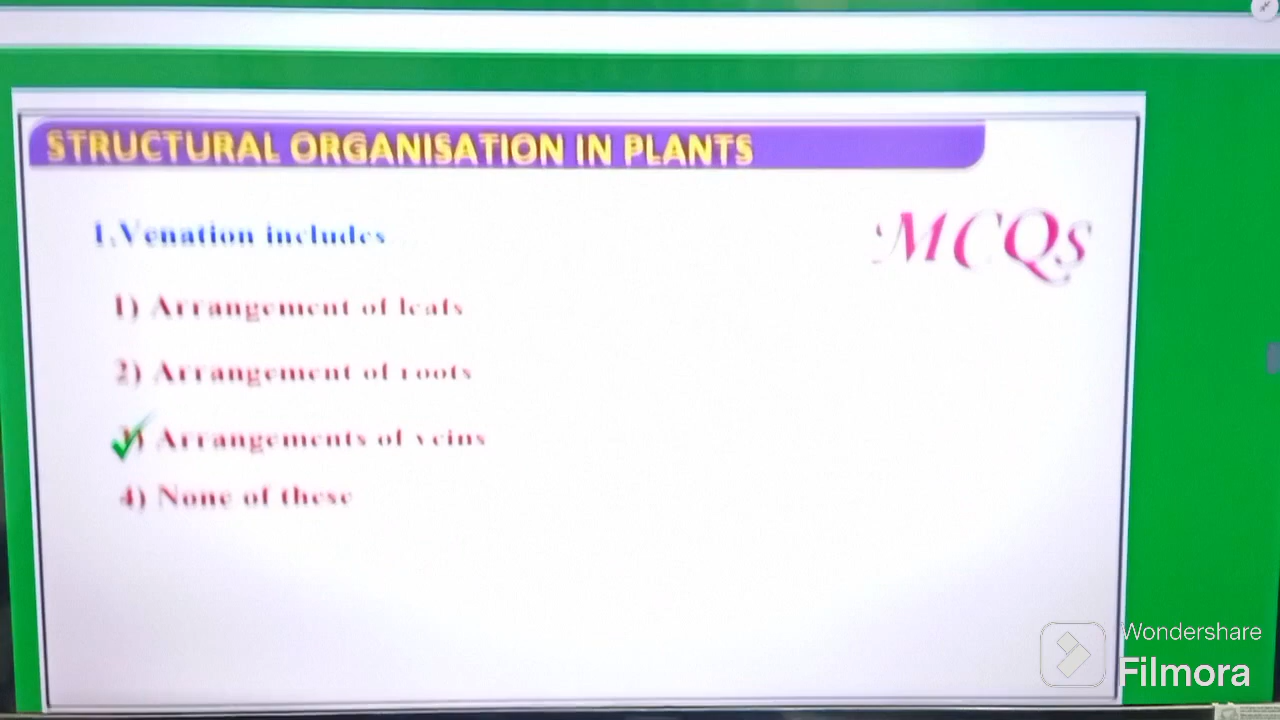 STRUCTURAL ORGANISATION IN PLANTS
MCQs
1.Venation includes
1) Arrangement of leafs
2) Arrangement of roots
3) Arrangements of veins
4) None of these
Wondershare
Filmora